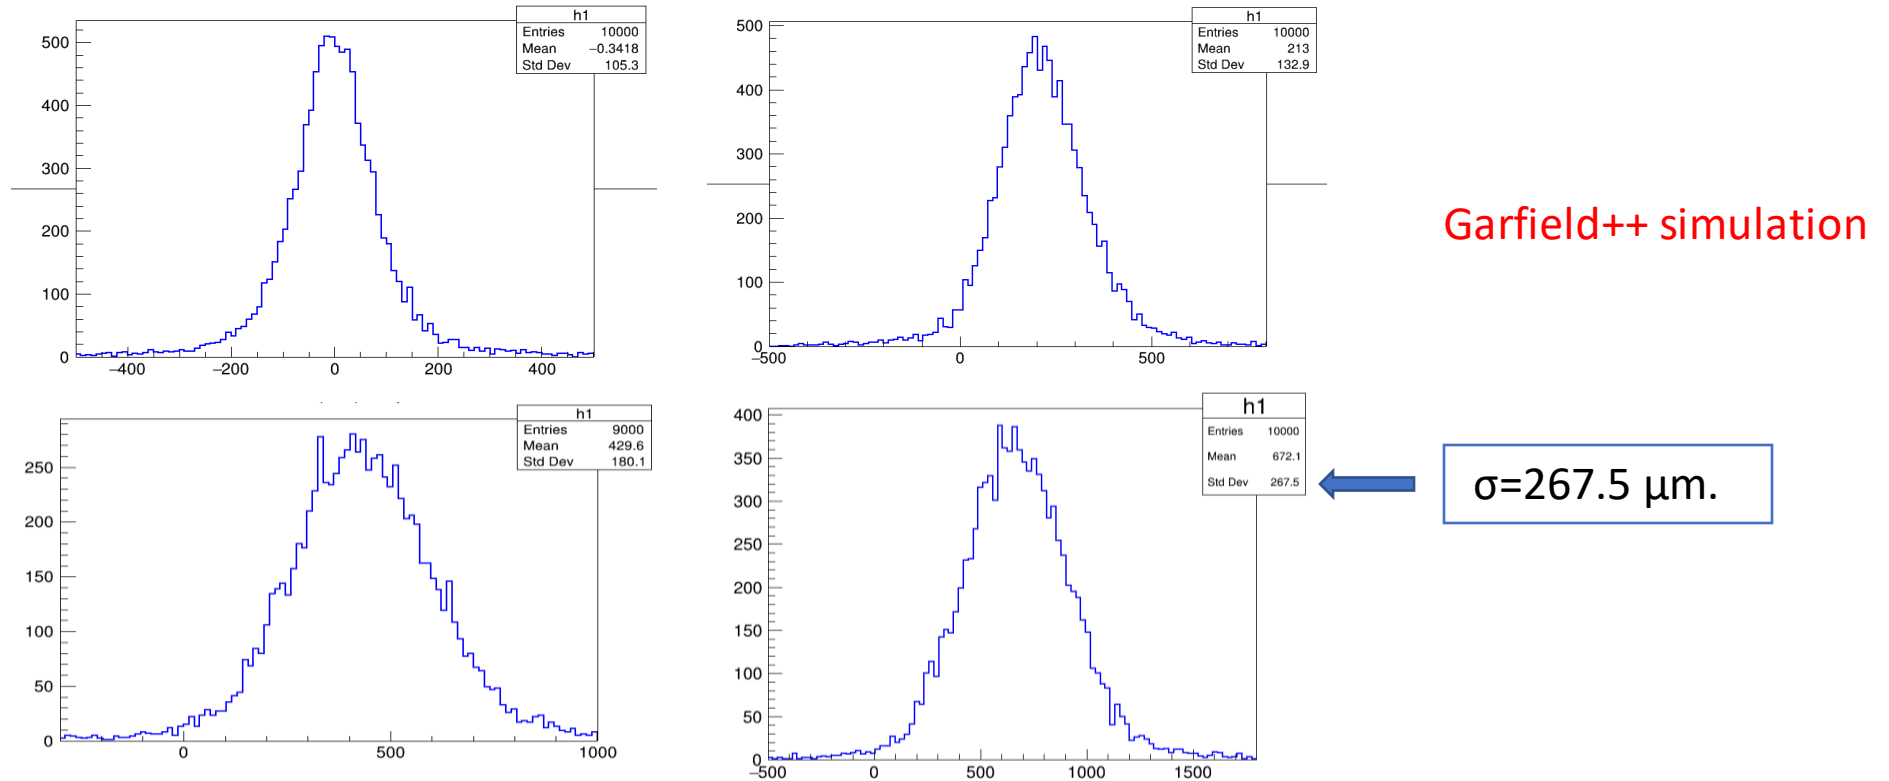 h1
Entries 10000
Mean −0.3418
Std Dev 105.3
500
400
300
200
100
0
−400 −200 0 200 400
h1
Entries 10000
Mean 213
Std Dev 132.9
500
400
300
200
100
0
−500 0 500
Garfield++ simulation
h1
Entries 9000
Mean 429.6
Std Dev 180.1
250
200
150
100
50
0
0 500 1000
h1
Entries 10000
Mean 672.1
Std Dev 267.5
400
350
300
250
200
150
100
50
0
−500 0 500 1000 1500
σ=267.5 μm.